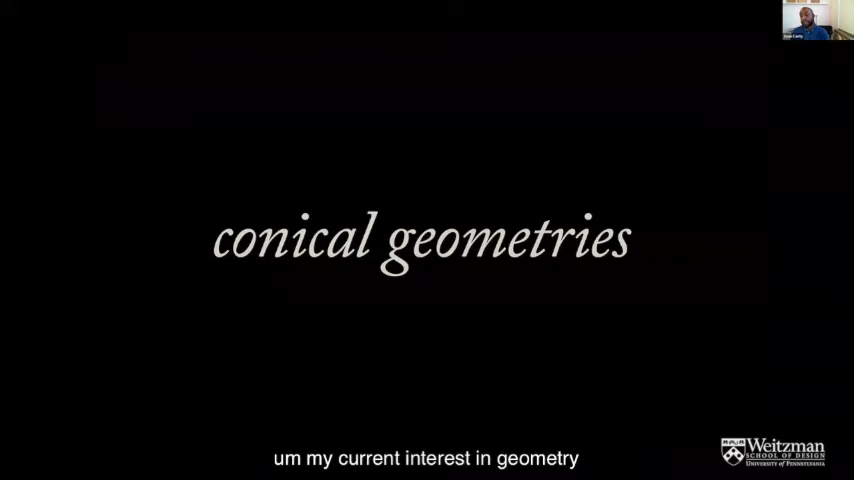 conical geometries
um my current interest in geometry
Weitzman
SCHOOL OF DESIGN
UNIVERSITY OF PENNSYLVANIA